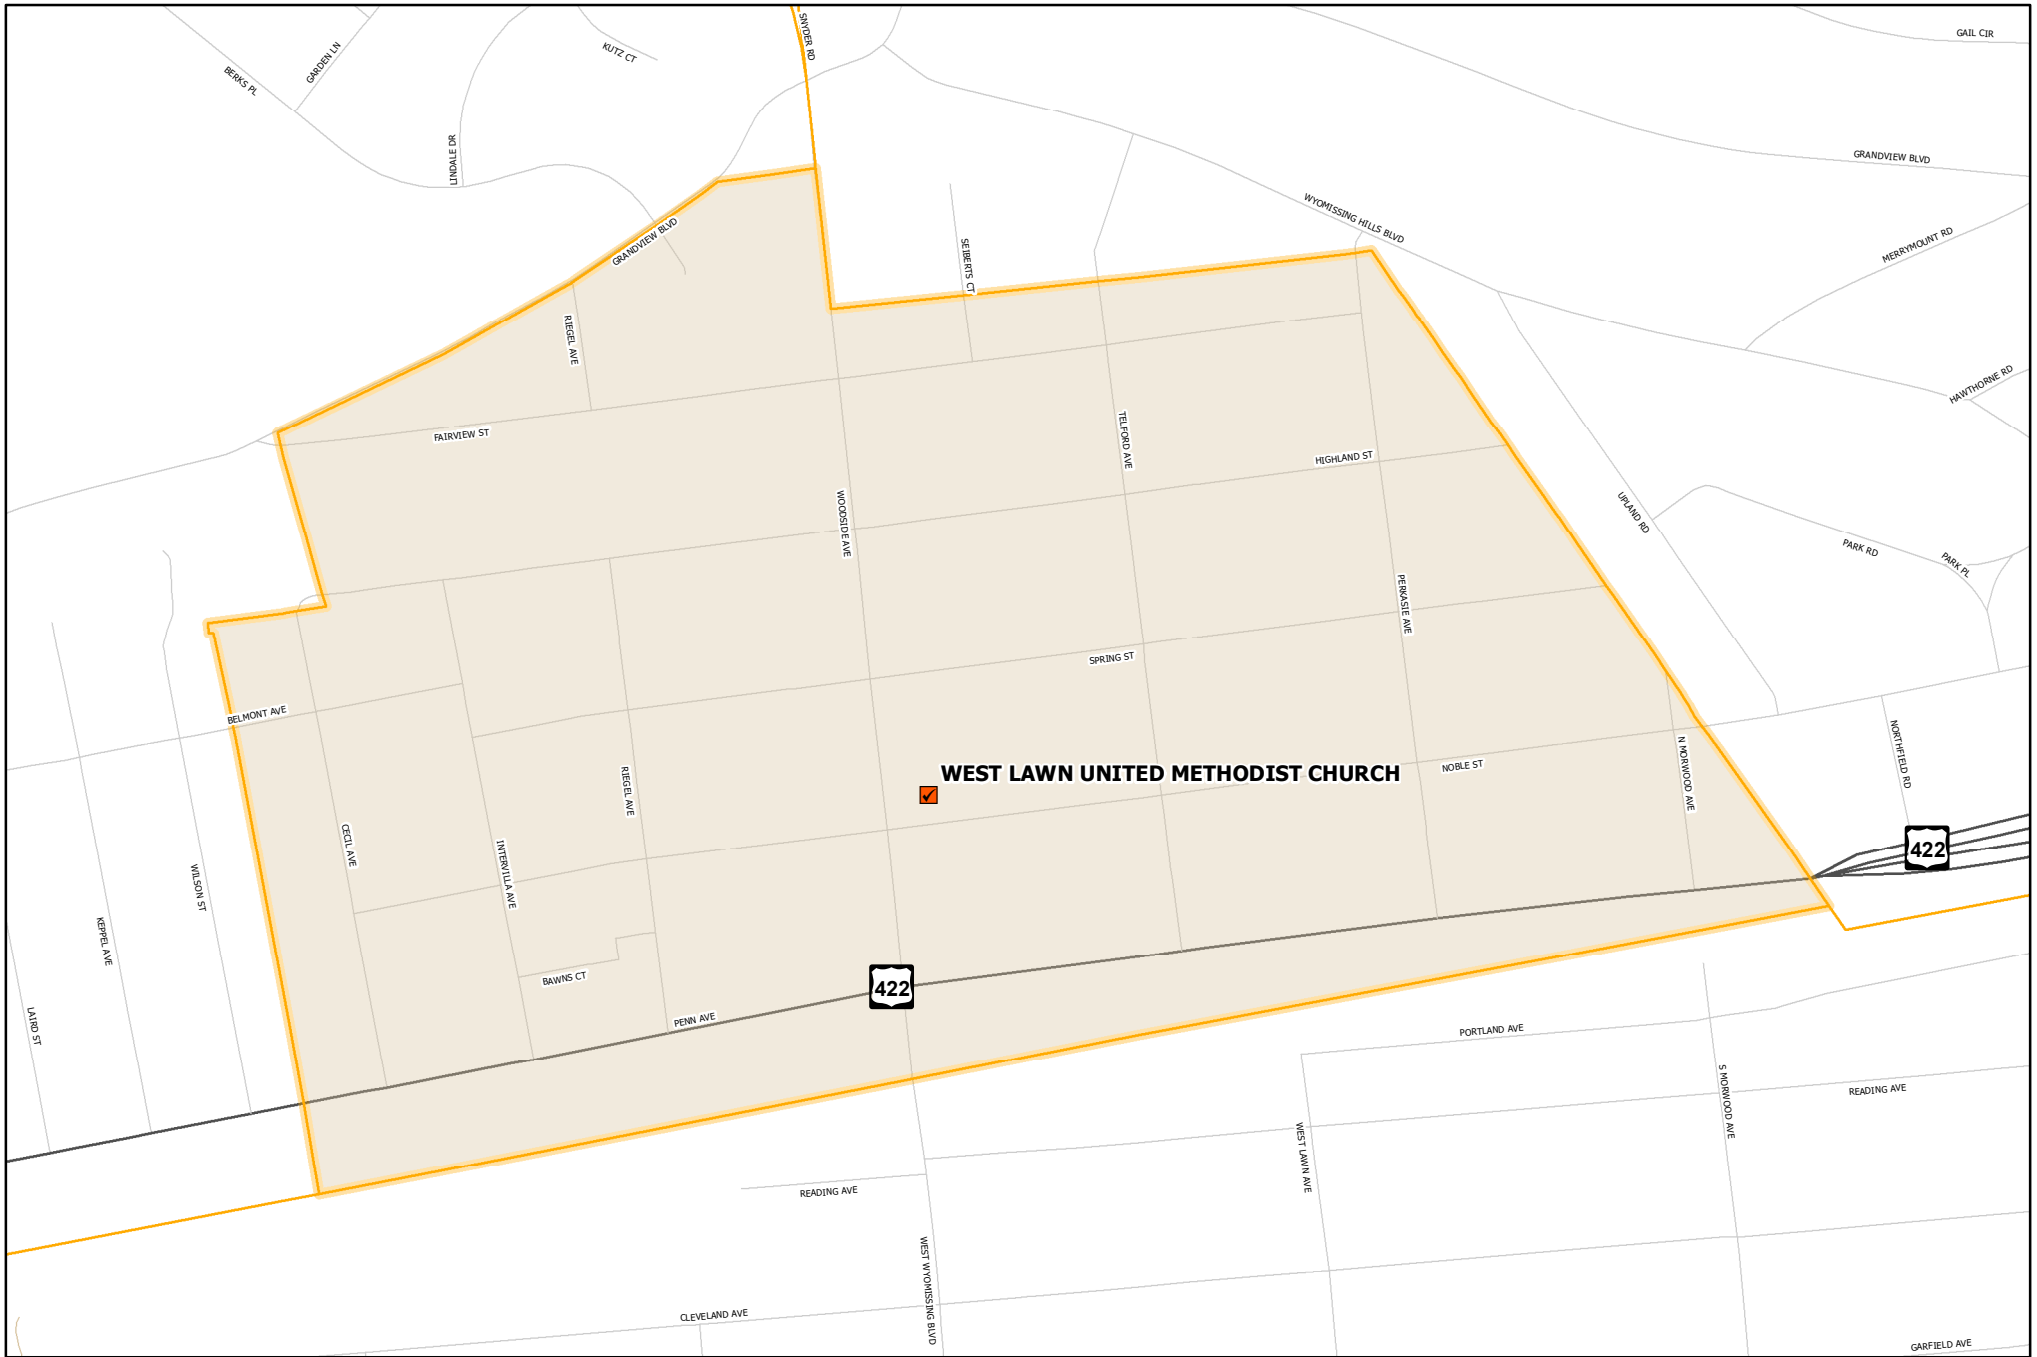 SNYDER RD
GAIL CIR
KUTZ CT
GARDEN LN
BERKS PL
LINDALE DR
GRANDVIEW BLVD
WYOMISSING HILLS BLVD
MERRYMOUNT RD
GRANDVIEW BLVD
SEIBERTS CT
RIEGEL AVE
HAWTHORNE RD
FAIRVIEW ST
TELFORD AVE
HIGHLAND ST
WOODSIDE AVE
UPLAND RD
PARK RD
PARK PL
PERKASIE AVE
SPRING ST
BELMONT AVE
NORTHFIELD RD
WEST LAWN UNITED METHODIST CHURCH
NOBLE ST
N MORWOOD AVE
RIEGEL AVE
CECIL AVE
422
INTERVILLA AVE
WILSON ST
KEPPEL AVE
BAWNS CT
422
PENN AVE
LAIRD ST
PORTLAND AVE
READING AVE
S MORWOOD AVE
WEST LAWN AVE
READING AVE
WEST WYOMISSING BLVD
CLEVELAND AVE
GARFIELD AVE